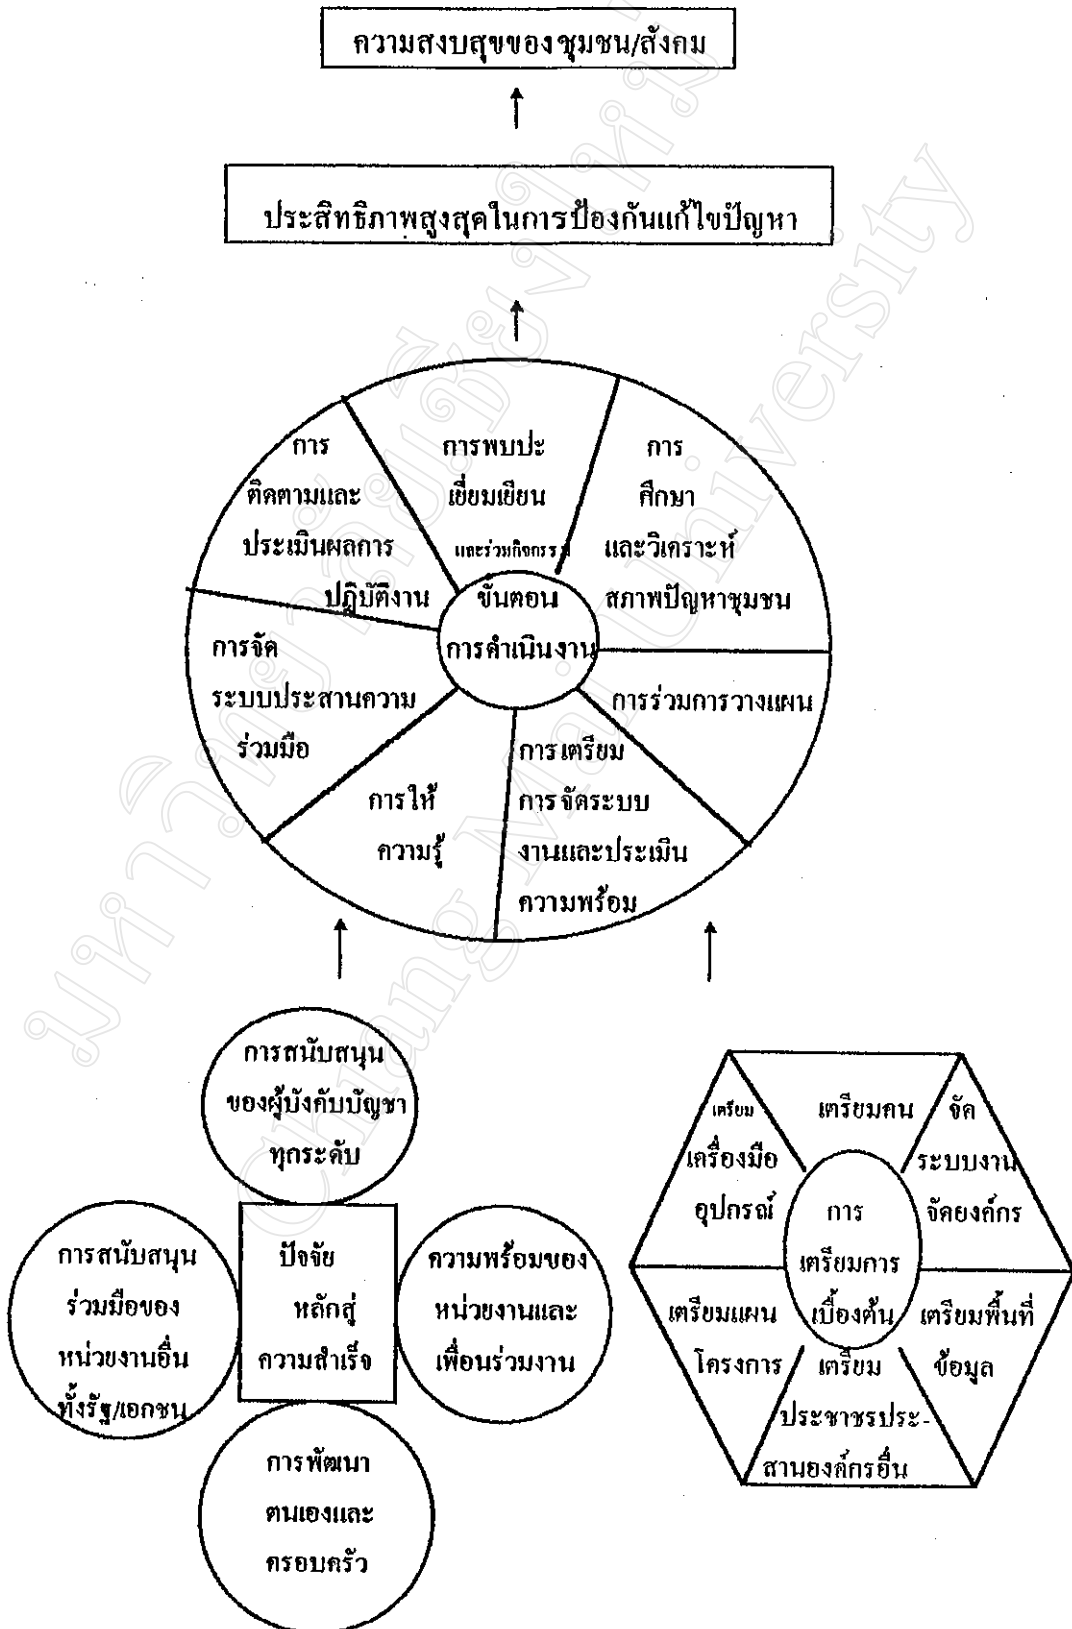 ความสงบสุขของชุมชน/สังคม
ประสิทธิภาพสูงสุดในการป้องกันแก้ไขปัญหา
การ
ติดตามและ
ประเมินผลการ
ปฏิบัติงาน
การพบปะ
เยี่ยมเยียน
และร่วมกิจกรรม
การ
ศึกษา
และวิเคราะห์
สภาพปัญหาชุมชน
ขั้นตอน
การดำเนินงาน
การจัด
ระบบประสานความ
ร่วมมือ
การร่วมการวางแผน
การให้
ความรู้
การเตรียม
การจัดระบบ
งานและประเมิน
ความพร้อม
การสนับสนุน
ของผู้บังคับบัญชา
ทุกระดับ
การสนับสนุน
ร่วมมือของ
หน่วยงานอื่น
ทั้งรัฐ/เอกชน
ปัจจัย
หลักสู่
ความสำเร็จ
ความพร้อมของ
หน่วยงานและ
เพื่อนร่วมงาน
การพัฒนา
ตนเองและ
ครอบครัว
เตรียม
เครื่องมือ
อุปกรณ์
เตรียมคน
จัด
ระบบงาน
จัดองค์กร
การ
เตรียมการ
เบื้องต้น
เตรียมแผน
โครงการ
เตรียม
ประชาชรประ-
สานองค์กรอื่น
เตรียมพื้นที่
ข้อมูล
มหาวิทยาลัยเชียงใหม่
Chiang Mai University